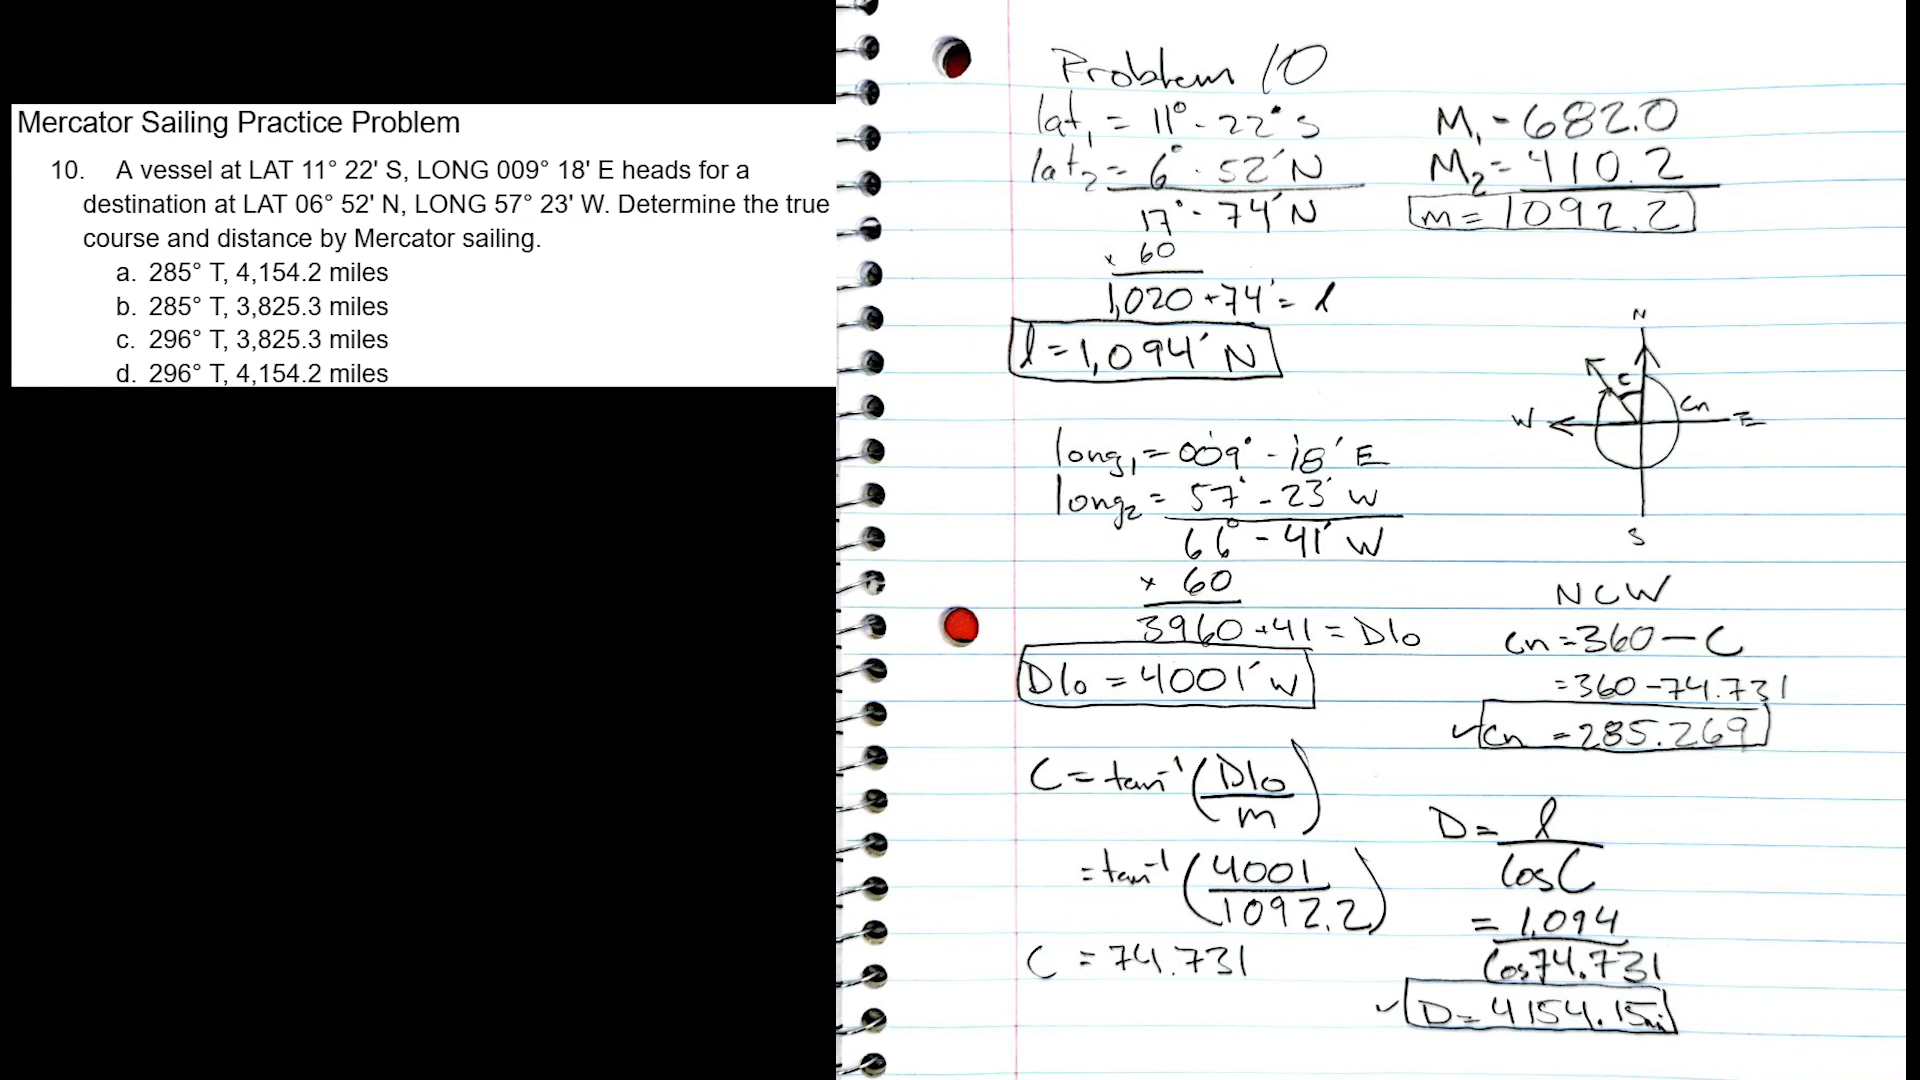 Mercator Sailing Practice Problem
10. A vessel at LAT 11° 22' S, LONG 009° 18' E heads for a
destination at LAT 06° 52' N, LONG 57° 23' W. Determine the true
course and distance by Mercator sailing.
a. 285° T, 4,154.2 miles
b. 285° T, 3,825.3 miles
c. 296° T, 3,825.3 miles
d. 296° T, 4,154.2 miles
Problem 10
lat₁ = 11° - 22' S
lat₂ = 6° - 52' N
17° - 74' N
x 60
1,020 + 74' = l
l = 1,094' N
long₁ = 009° - 18' E
long₂ = 57° - 23' W
66° - 41' W
x 60
3960 + 41 = Dlo
Dlo = 4001' W
C = tan⁻¹ (Dlo / m)
= tan⁻¹ (4001 / 1092.2)
C = 74.731
M₁ - 682.0
M₂ = 410.2
m = 1092.2
N
C
Cn
W
E
S
N C W
Cn = 360 - C
= 360 - 74.731
✓ Cn = 285.269
D = l / cos C
= 1,094 / cos 74.731
✓ D = 4154.15mi